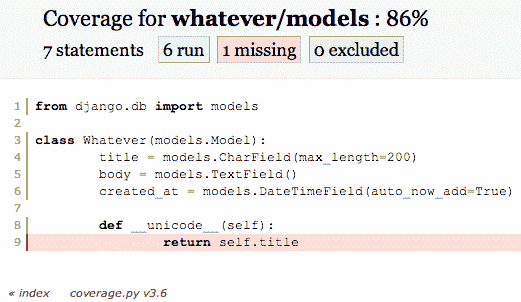 Coverage for whatever/models : 86%
7 statements 6 run 1 missing 0 excluded
1 from django.db import models
2
3 class Whatever(models.Model):
4 title = models.CharField(max_length=200)
5 body = models.TextField()
6 created_at = models.DateTimeField(auto_now_add=True)
7
8 def __unicode__(self):
9 return self.title
« index coverage.py v3.6